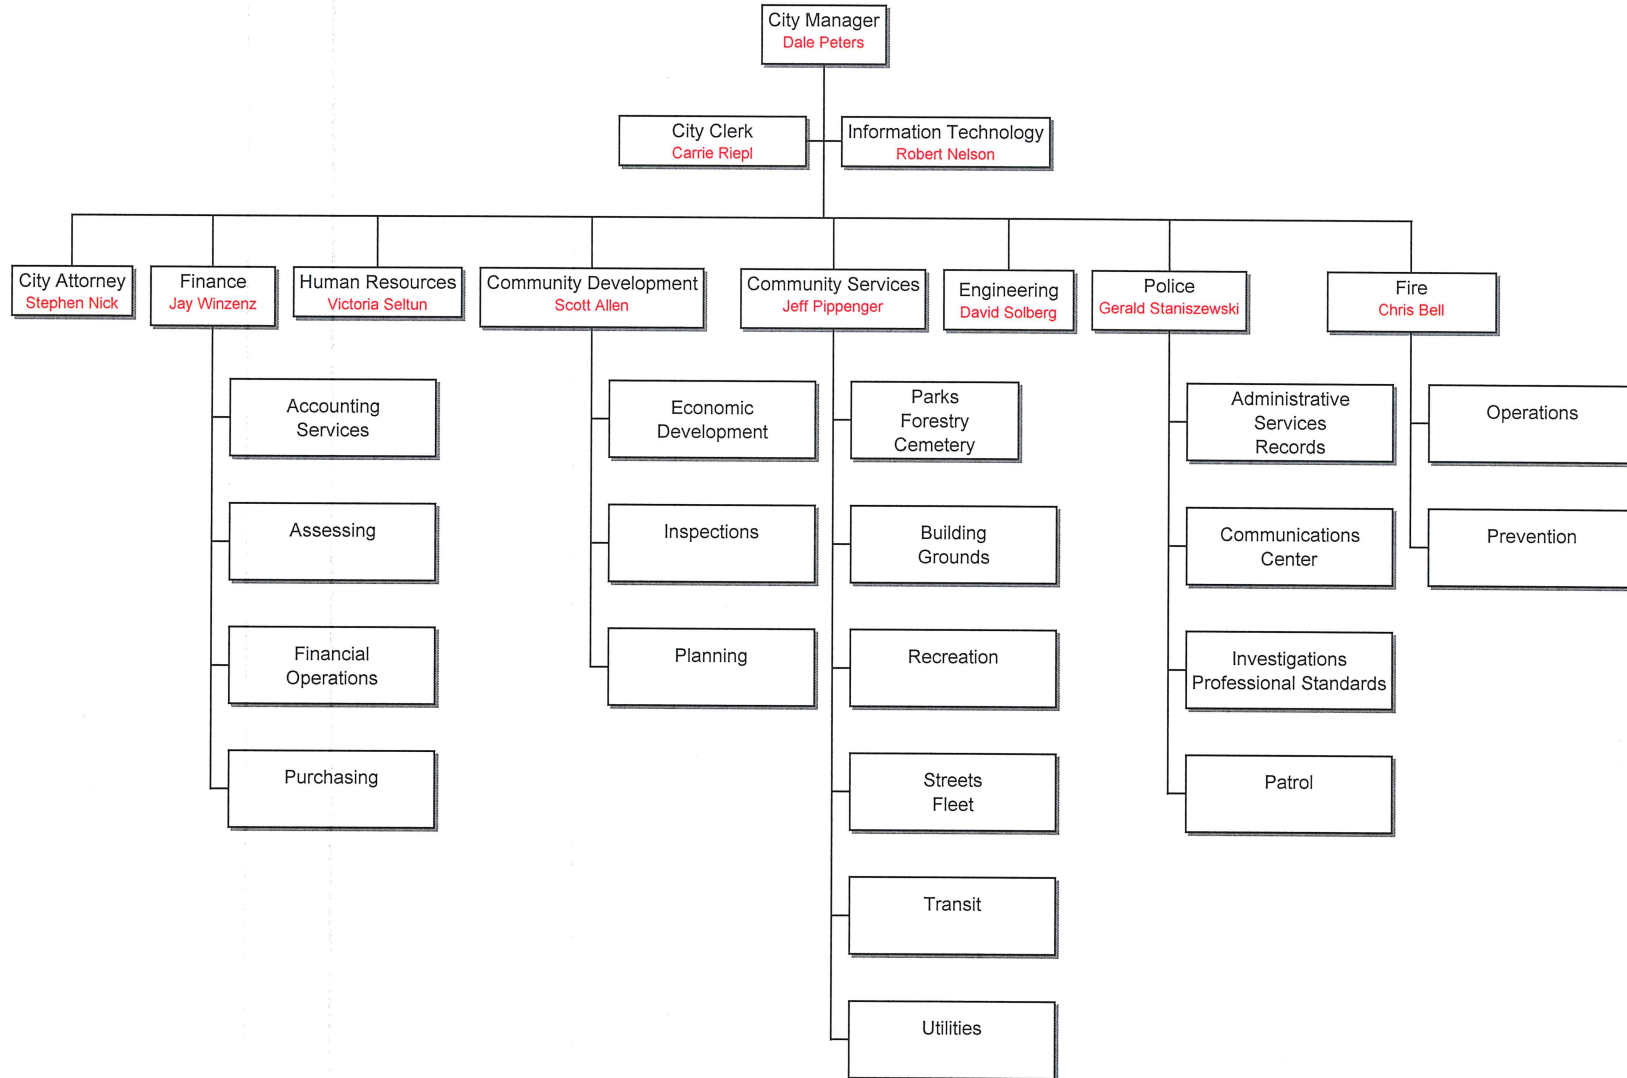 City Manager
Dale Peters
City Clerk
Carrie Riepl
Information Technology
Robert Nelson
City Attorney
Stephen Nick
Finance
Jay Winzenz
Human Resources
Victoria Seltun
Community Development
Scott Allen
Community Services
Jeff Pippenger
Engineering
David Solberg
Police
Gerald Staniszewski
Fire
Chris Bell
Accounting
Services
Assessing
Financial
Operations
Purchasing
Economic
Development
Inspections
Planning
Parks
Forestry
Cemetery
Building
Grounds
Recreation
Streets
Fleet
Transit
Utilities
Administrative
Services
Records
Communications
Center
Investigations
Professional Standards
Patrol
Operations
Prevention